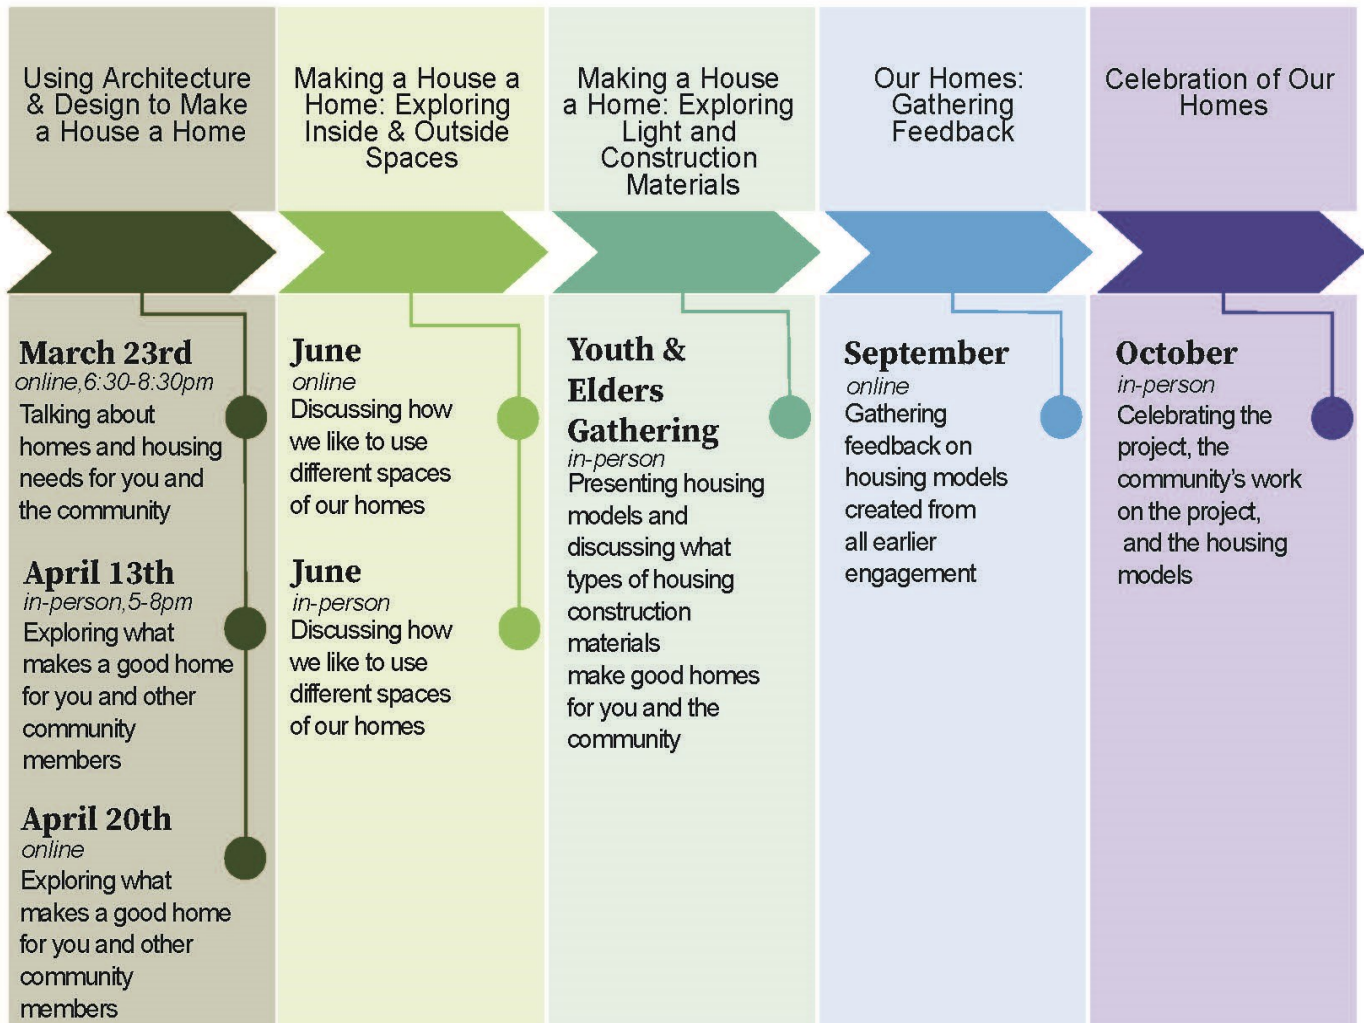 Using Architecture
& Design to Make
a House a Home
Making a House a
Home: Exploring
Inside & Outside
Spaces
Making a House
a Home: Exploring
Light and
Construction
Materials
Our Homes:
Gathering
Feedback
Celebration of Our
Homes
March 23rd
online,6:30-8:30pm
Talking about
homes and housing
needs for you and
the community
April 13th
in-person,5-8pm
Exploring what
makes a good home
for you and other
community
members
April 20th
online
Exploring what
makes a good home
for you and other
community
members
June
online
Discussing how
we like to use
different spaces
of our homes
June
in-person
Discussing how
we like to use
different spaces
of our homes
Youth &
Elders
Gathering
in-person
Presenting housing
models and
discussing what
types of housing
construction
materials
make good homes
for you and the
community
September
online
Gathering
feedback on
housing models
created from
all earlier
engagement
October
in-person
Celebrating the
project, the
community's work
on the project,
and the housing
models